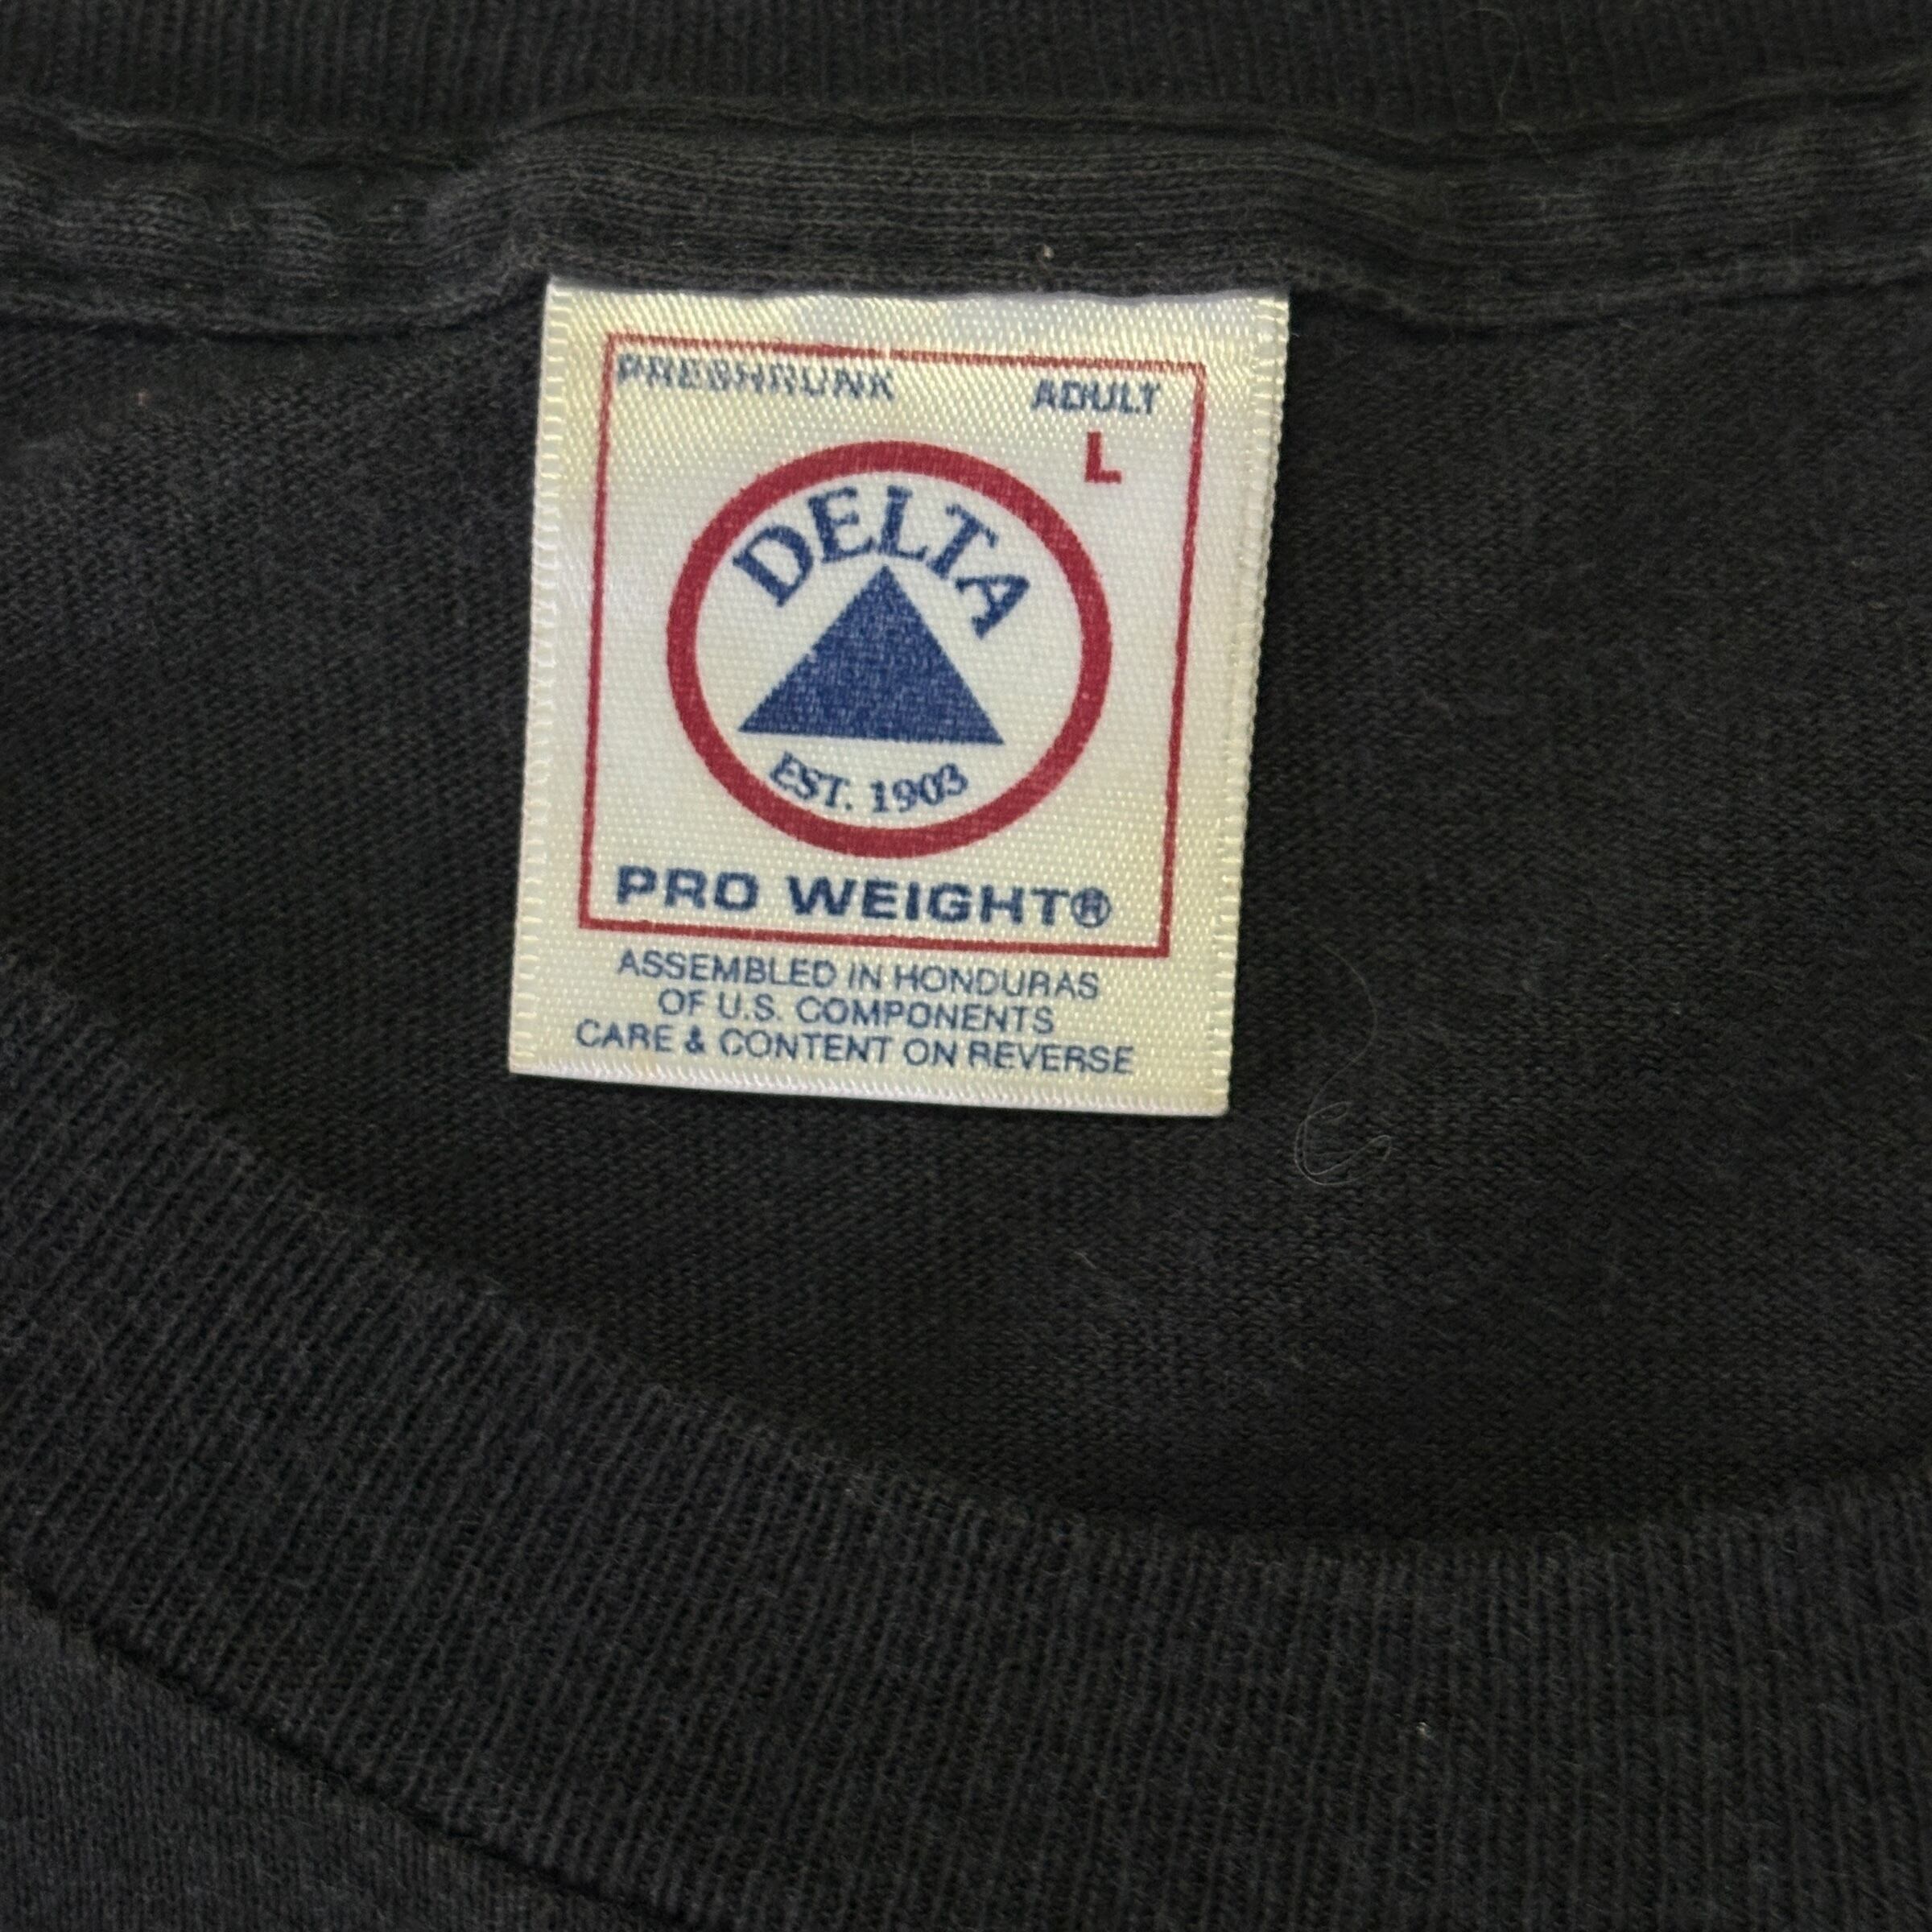 PRESHRUNK ADULT
L
DELTA
EST. 1903
PRO WEIGHT®
ASSEMBLED IN HONDURAS
OF U.S. COMPONENTS
CARE & CONTENT ON REVERSE